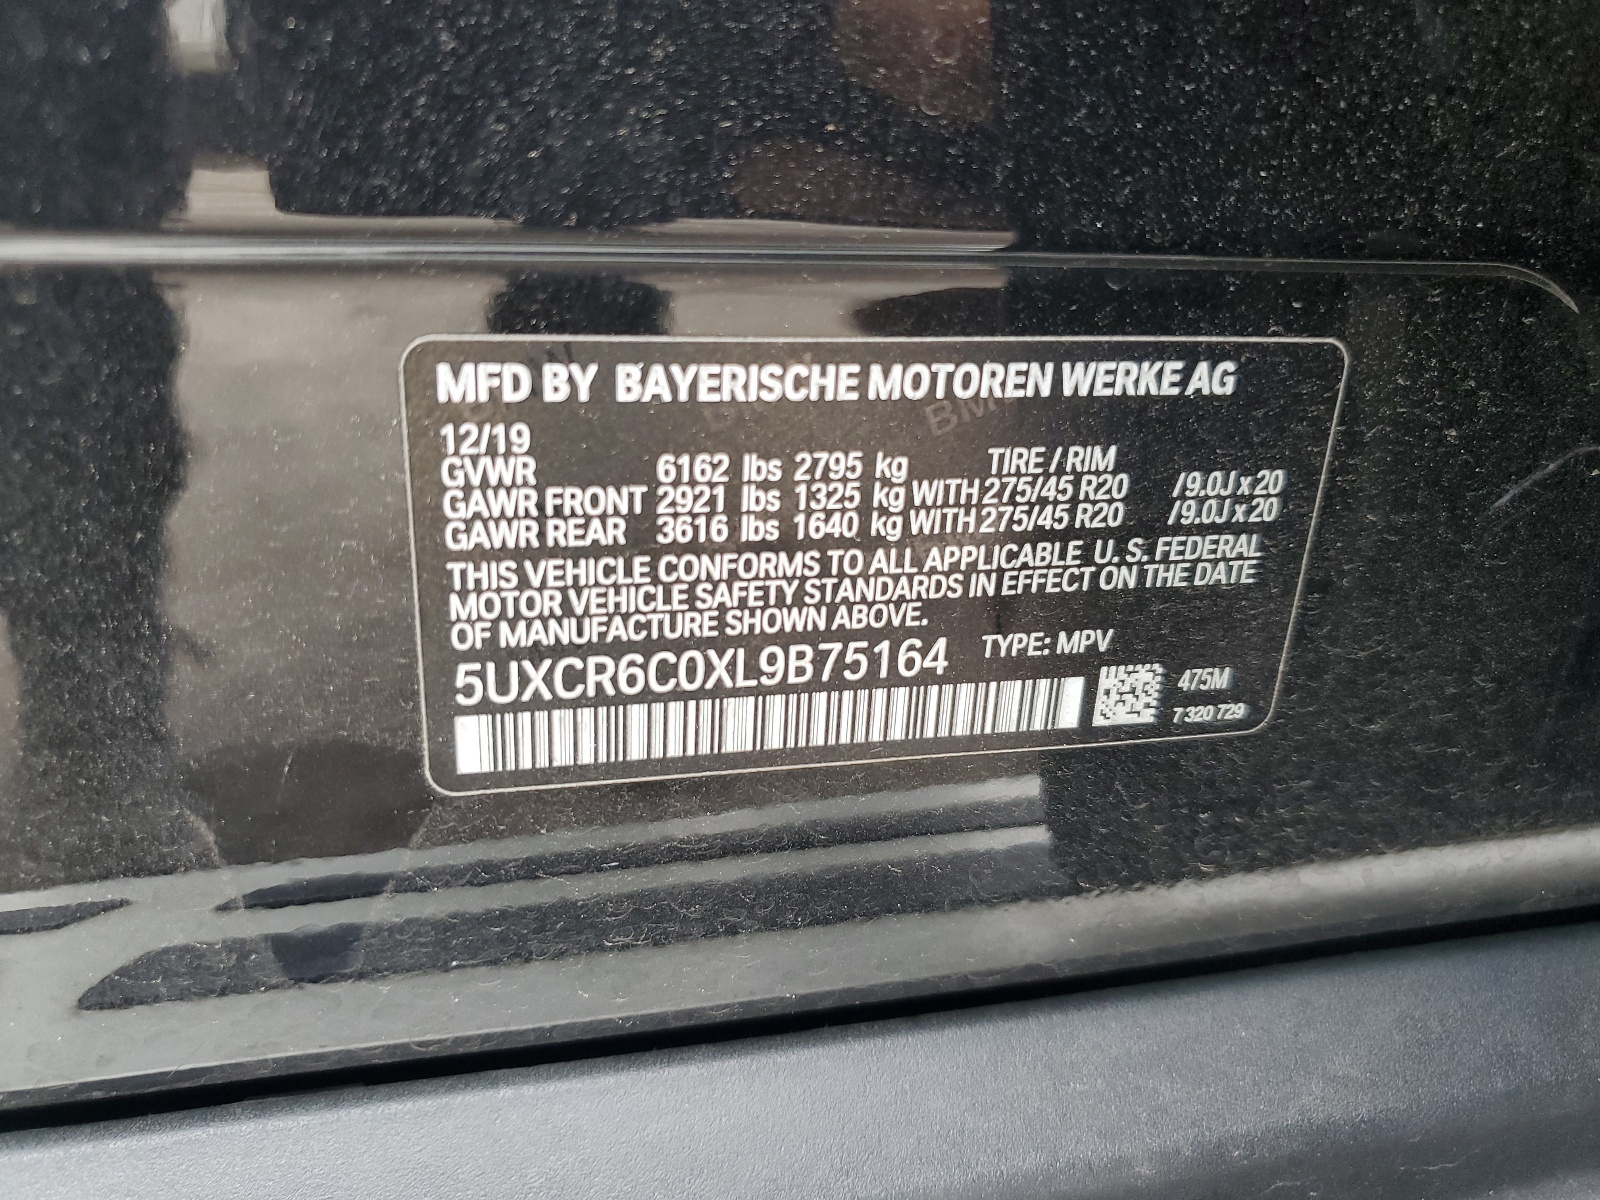 MFD BY BAYERISCHE MOTOREN WERKE AG
12/19
GVWR 6162 lbs 2795 kg TIRE / RIM
GAWR FRONT 2921 lbs 1325 kg WITH 275/45 R20 / 9.0J x 20
GAWR REAR 3616 lbs 1640 kg WITH 275/45 R20 / 9.0J x 20
THIS VEHICLE CONFORMS TO ALL APPLICABLE U. S. FEDERAL
MOTOR VEHICLE SAFETY STANDARDS IN EFFECT ON THE DATE
OF MANUFACTURE SHOWN ABOVE.
5UXCR6C0XL9B75164 TYPE: MPV
475M
7 320 729
BMW